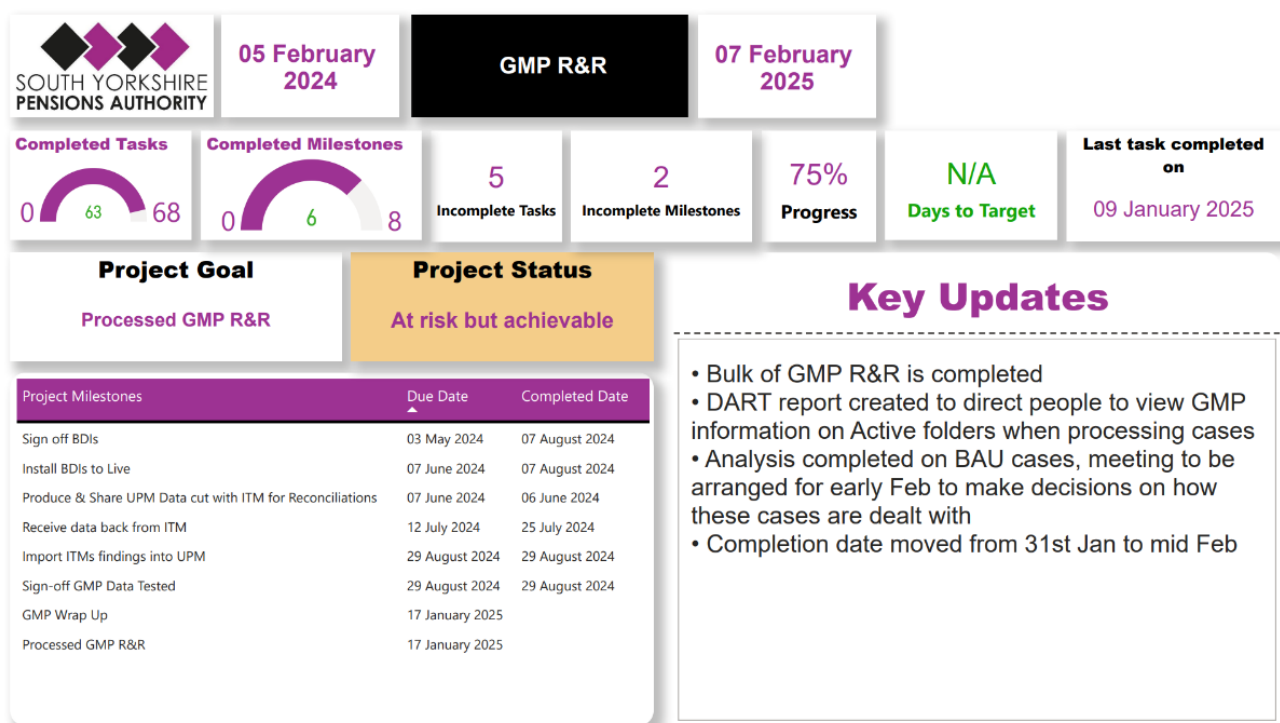 SOUTH YORKSHIRE
PENSIONS AUTHORITY
05 February
2024
GMP R&R
07 February
2025
Completed Tasks
0 63 68
Completed Milestones
0 6 8
5
Incomplete Tasks
2
Incomplete Milestones
75%
Progress
N/A
Days to Target
Last task completed
on
09 January 2025
Project Goal
Processed GMP R&R
Project Status
At risk but achievable
Project Milestones Due Date Completed Date
Sign off BDIs 03 May 2024 07 August 2024
Install BDIs to Live 07 June 2024 07 August 2024
Produce & Share UPM Data cut with ITM for Reconciliations 07 June 2024 06 June 2024
Receive data back from ITM 12 July 2024 25 July 2024
Import ITMs findings into UPM 29 August 2024 29 August 2024
Sign-off GMP Data Tested 29 August 2024 29 August 2024
GMP Wrap Up 17 January 2025
Processed GMP R&R 17 January 2025
Key Updates
• Bulk of GMP R&R is completed
• DART report created to direct people to view GMP
information on Active folders when processing cases
• Analysis completed on BAU cases, meeting to be
arranged for early Feb to make decisions on how
these cases are dealt with
• Completion date moved from 31st Jan to mid Feb